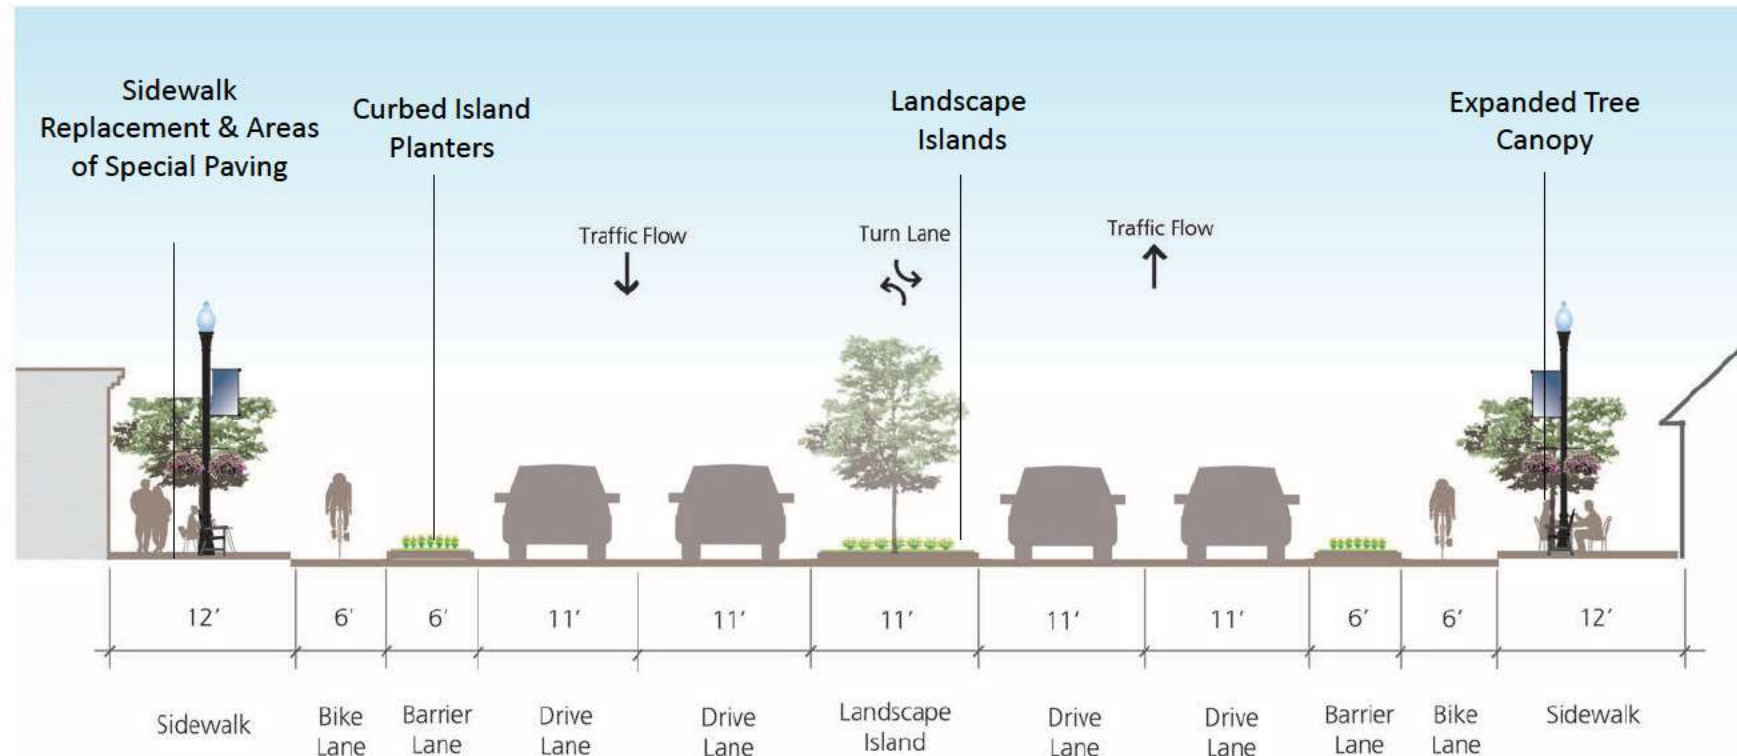 Sidewalk
Replacement & Areas
of Special Paving
Curbed Island
Planters
Landscape
Islands
Expanded Tree
Canopy
Traffic Flow
Turn Lane
Traffic Flow
12′
6′
6′
11′
11′
11′
11′
11′
6′
6′
12′
Sidewalk
Bike
Lane
Barrier
Lane
Drive
Lane
Drive
Lane
Landscape
Island
Drive
Lane
Drive
Lane
Barrier
Lane
Bike
Lane
Sidewalk